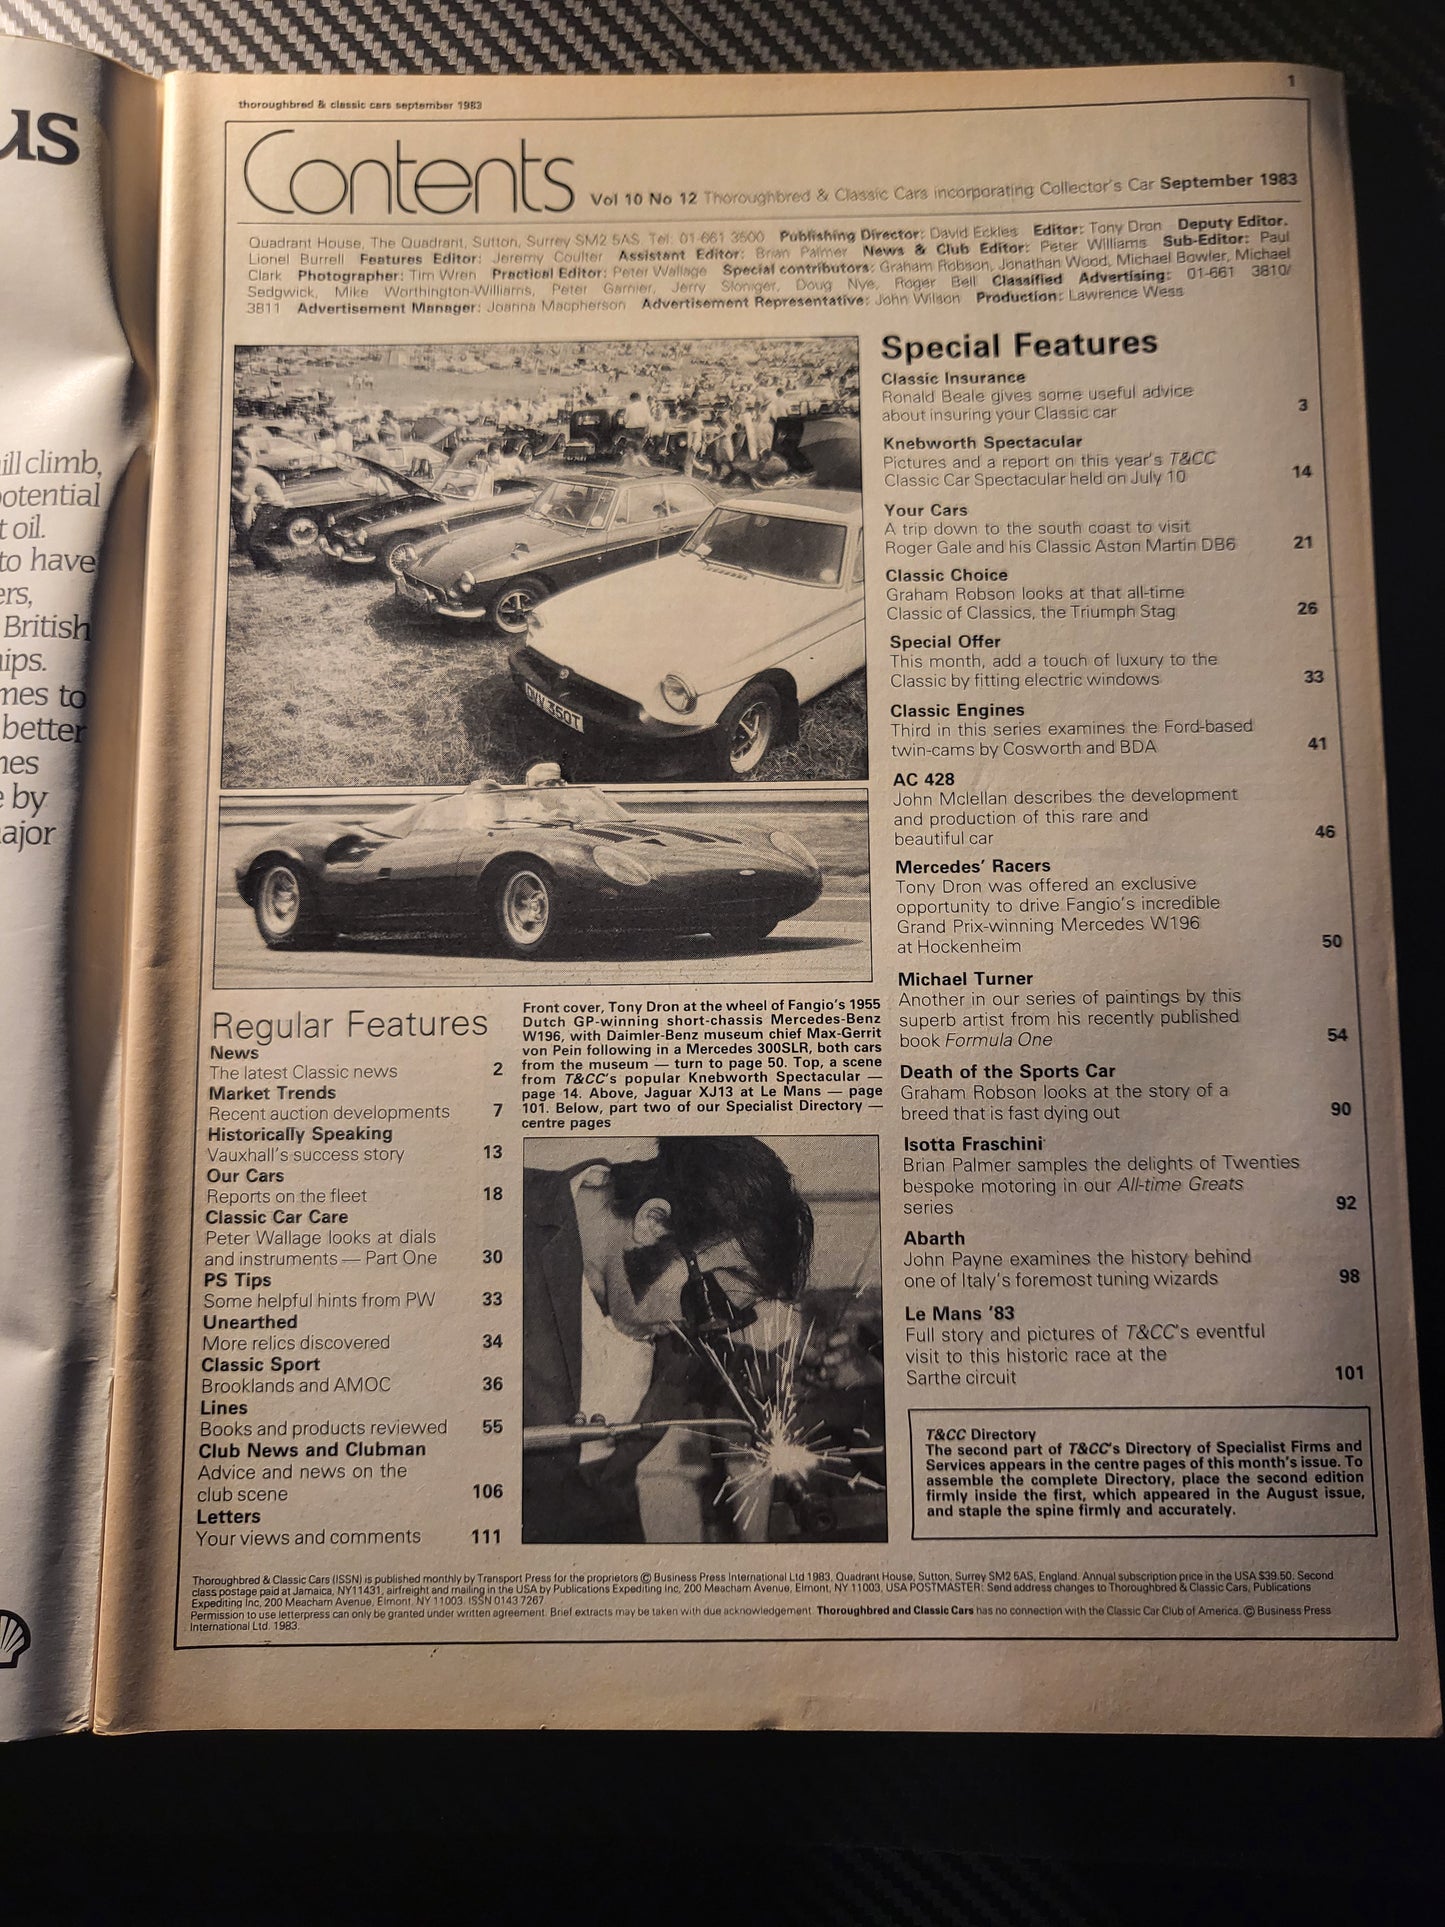 us
ill climb,
potential
t oil.
to have
ers,
British
ips.
mes to
better
nes
e by
ajor
thoroughbred & classic cars september 1983
1
Contents
Vol 10 No 12 Thoroughbred & Classic Cars incorporating Collector's Car September 1983
Quadrant House, The Quadrant, Sutton, Surrey SM2 5AS. Tel: 01-661 3500 Publishing Director: David Eckles Editor: Tony Dron Deputy Editor.
Lionel Burrell Features Editor: Jeremy Coulter Assistant Editor: Brian Palmer News & Club Editor: Peter Williams Sub-Editor: Paul
Clark Photographer: Tim Wren Practical Editor: Peter Wallage Special contributors: Graham Robson, Jonathan Wood, Michael Bowler, Michael
Sedgwick, Mike Worthington-Williams, Peter Garnier, Jerry Sloniger, Doug Nye, Roger Bell Classified Advertising: 01-661 3810/
3811 Advertisement Manager: Joanna Macpherson Advertisement Representative: John Wilson Production: Lawrence Wess
OVV 350T
Regular Features
News
The latest Classic news 2
Market Trends
Recent auction developments 7
Historically Speaking
Vauxhall's success story 13
Our Cars
Reports on the fleet 18
Classic Car Care
Peter Wallage looks at dials
and instruments — Part One 30
PS Tips
Some helpful hints from PW 33
Unearthed
More relics discovered 34
Classic Sport
Brooklands and AMOC 36
Lines
Books and products reviewed 55
Club News and Clubman
Advice and news on the
club scene 106
Letters
Your views and comments 111
Front cover, Tony Dron at the wheel of Fangio's 1955
Dutch GP-winning short-chassis Mercedes-Benz
W196, with Daimler-Benz museum chief Max-Gerrit
von Pein following in a Mercedes 300SLR, both cars
from the museum — turn to page 50. Top, a scene
from T&CC's popular Knebworth Spectacular —
page 14. Above, Jaguar XJ13 at Le Mans — page
101. Below, part two of our Specialist Directory —
centre pages
Special Features
Classic Insurance
Ronald Beale gives some useful advice
about insuring your Classic car 3
Knebworth Spectacular
Pictures and a report on this year's T&CC
Classic Car Spectacular held on July 10 14
Your Cars
A trip down to the south coast to visit
Roger Gale and his Classic Aston Martin DB6 21
Classic Choice
Graham Robson looks at that all-time
Classic of Classics, the Triumph Stag 26
Special Offer
This month, add a touch of luxury to the
Classic by fitting electric windows 33
Classic Engines
Third in this series examines the Ford-based
twin-cams by Cosworth and BDA 41
AC 428
John Mclellan describes the development
and production of this rare and
beautiful car 46
Mercedes' Racers
Tony Dron was offered an exclusive
opportunity to drive Fangio's incredible
Grand Prix-winning Mercedes W196
at Hockenheim 50
Michael Turner
Another in our series of paintings by this
superb artist from his recently published
book Formula One 54
Death of the Sports Car
Graham Robson looks at the story of a
breed that is fast dying out 90
Isotta Fraschini
Brian Palmer samples the delights of Twenties
bespoke motoring in our All-time Greats
series 92
Abarth
John Payne examines the history behind
one of Italy's foremost tuning wizards 98
Le Mans '83
Full story and pictures of T&CC's eventful
visit to this historic race at the
Sarthe circuit 101
T&CC Directory
The second part of T&CC's Directory of Specialist Firms and
Services appears in the centre pages of this month's issue. To
assemble the complete Directory, place the second edition
firmly inside the first, which appeared in the August issue,
and staple the spine firmly and accurately.
Thoroughbred & Classic Cars (ISSN) is published monthly by Transport Press for the proprietors © Business Press International Ltd 1983, Quadrant House, Sutton, Surrey SM2 5AS, England. Annual subscription price in the USA $39.50. Second
class postage paid at Jamaica, NY11431, airfreight and mailing in the USA by Publications Expediting Inc, 200 Meacham Avenue, Elmont, NY 11003, USA POSTMASTER: Send address changes to Thoroughbred & Classic Cars, Publications
Expediting Inc, 200 Meacham Avenue, Elmont, NY 11003. ISSN 0143 7267
Permission to use letterpress can only be granted under written agreement. Brief extracts may be taken with due acknowledgement. Thoroughbred and Classic Cars has no connection with the Classic Car Club of America. © Business Press
International Ltd. 1983.